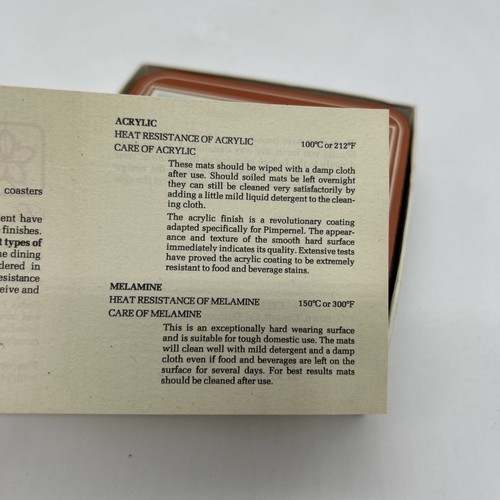 coasters
ent have
finishes.
t types of
e dining
dered in
esistance
eive and
ACRYLIC
HEAT RESISTANCE OF ACRYLIC 100°C or 212°F
CARE OF ACRYLIC
These mats should be wiped with a damp cloth
after use. Should soiled mats be left overnight
they can still be cleaned very satisfactorily by
adding a little mild liquid detergent to the clean-
ing cloth.
The acrylic finish is a revolutionary coating
adapted specifically for Pimpernel. The appear-
ance and texture of the smooth hard surface
immediately indicates its quality. Extensive tests
have proved the acrylic coating to be extremely
resistant to food and beverage stains.
MELAMINE
HEAT RESISTANCE OF MELAMINE 150°C or 300°F
CARE OF MELAMINE
This is an exceptionally hard wearing surface
and is suitable for tough domestic use. The mats
will clean well with mild detergent and a damp
cloth even if food and beverages are left on the
surface for several days. For best results mats
should be cleaned after use.